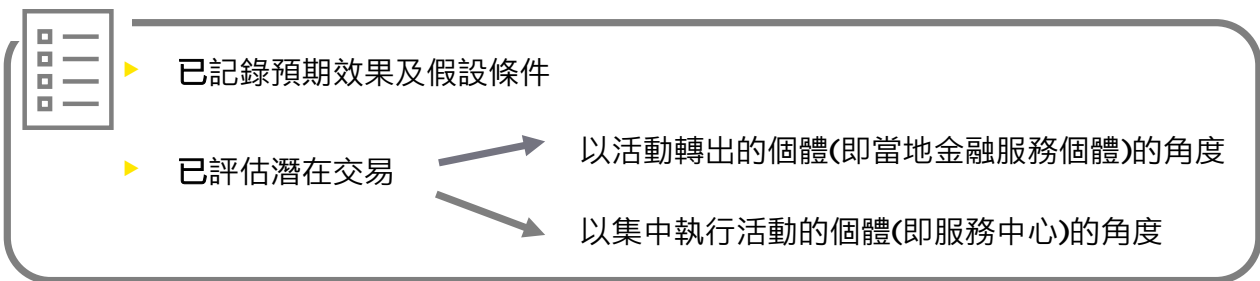 已記錄預期效果及假設條件
以活動轉出的個體(即當地金融服務個體)的角度
已評估潛在交易
以集中執行活動的個體(即服務中心)的角度